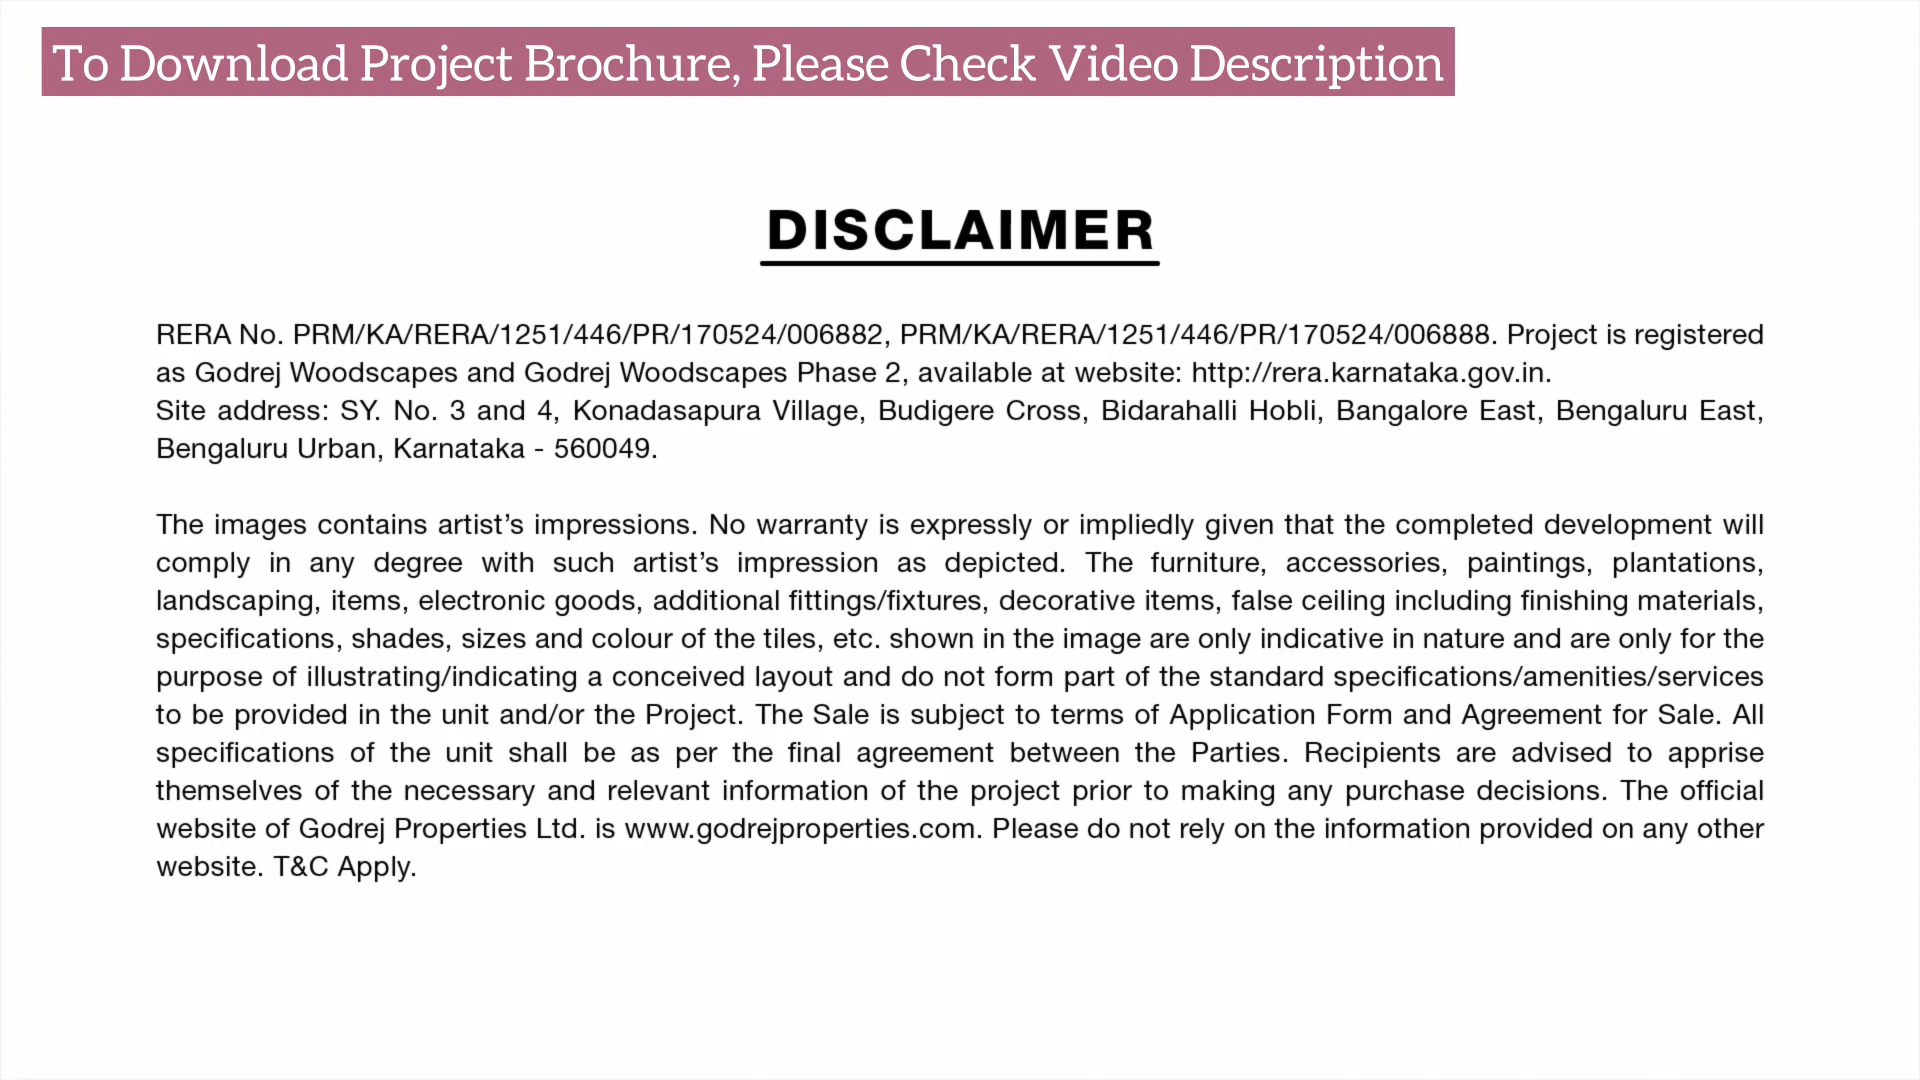 To Download Project Brochure, Please Check Video Description
DISCLAIMER
RERA No. PRM/KA/RERA/1251/446/PR/170524/006882, PRM/KA/RERA/1251/446/PR/170524/006888. Project is registered
as Godrej Woodscapes and Godrej Woodscapes Phase 2, available at website: http://rera.karnataka.gov.in.
Site address: SY. No. 3 and 4, Konadasapura Village, Budigere Cross, Bidarahalli Hobli, Bangalore East, Bengaluru East,
Bengaluru Urban, Karnataka - 560049.
The images contains artist’s impressions. No warranty is expressly or impliedly given that the completed development will
comply in any degree with such artist’s impression as depicted. The furniture, accessories, paintings, plantations,
landscaping, items, electronic goods, additional fittings/fixtures, decorative items, false ceiling including finishing materials,
specifications, shades, sizes and colour of the tiles, etc. shown in the image are only indicative in nature and are only for the
purpose of illustrating/indicating a conceived layout and do not form part of the standard specifications/amenities/services
to be provided in the unit and/or the Project. The Sale is subject to terms of Application Form and Agreement for Sale. All
specifications of the unit shall be as per the final agreement between the Parties. Recipients are advised to apprise
themselves of the necessary and relevant information of the project prior to making any purchase decisions. The official
website of Godrej Properties Ltd. is www.godrejproperties.com. Please do not rely on the information provided on any other
website. T&C Apply.